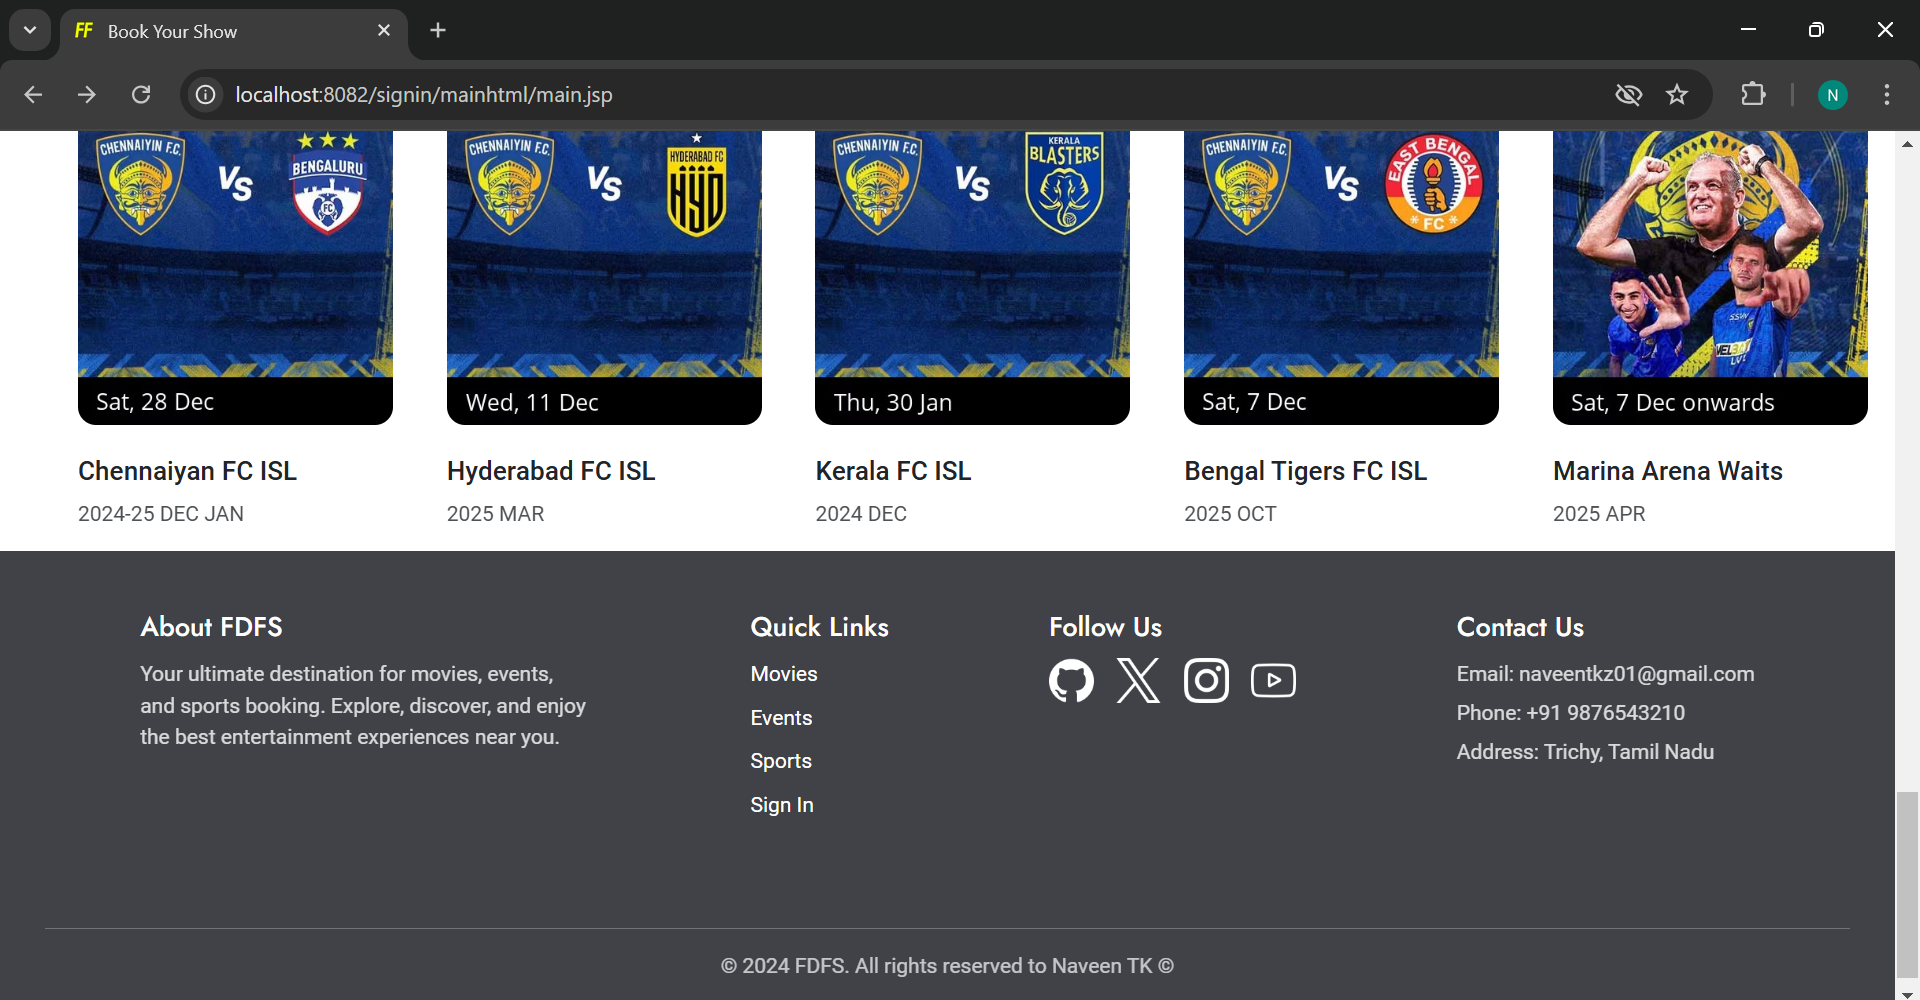 FF Book Your Show
localhost:8082/signin/mainhtml/main.jsp
N
CHENNAIYIN F.C.
VS
BENGALURU
FC
CHENNAIYIN F.C.
VS
HYDERABAD FC
HYD
CHENNAIYIN F.C.
VS
KERALA
BLASTERS
CHENNAIYIN F.C.
VS
EAST BENGAL
FC
Sat, 28 Dec
Wed, 11 Dec
Thu, 30 Jan
Sat, 7 Dec
Sat, 7 Dec onwards
Chennaiyan FC ISL
Hyderabad FC ISL
Kerala FC ISL
Bengal Tigers FC ISL
Marina Arena Waits
2024-25 DEC JAN
2025 MAR
2024 DEC
2025 OCT
2025 APR
About FDFS
Your ultimate destination for movies, events,
and sports booking. Explore, discover, and enjoy
the best entertainment experiences near you.
Quick Links
Movies
Events
Sports
Sign In
Follow Us
Contact Us
Email: naveentkz01@gmail.com
Phone: +91 9876543210
Address: Trichy, Tamil Nadu
© 2024 FDFS. All rights reserved to Naveen TK ©